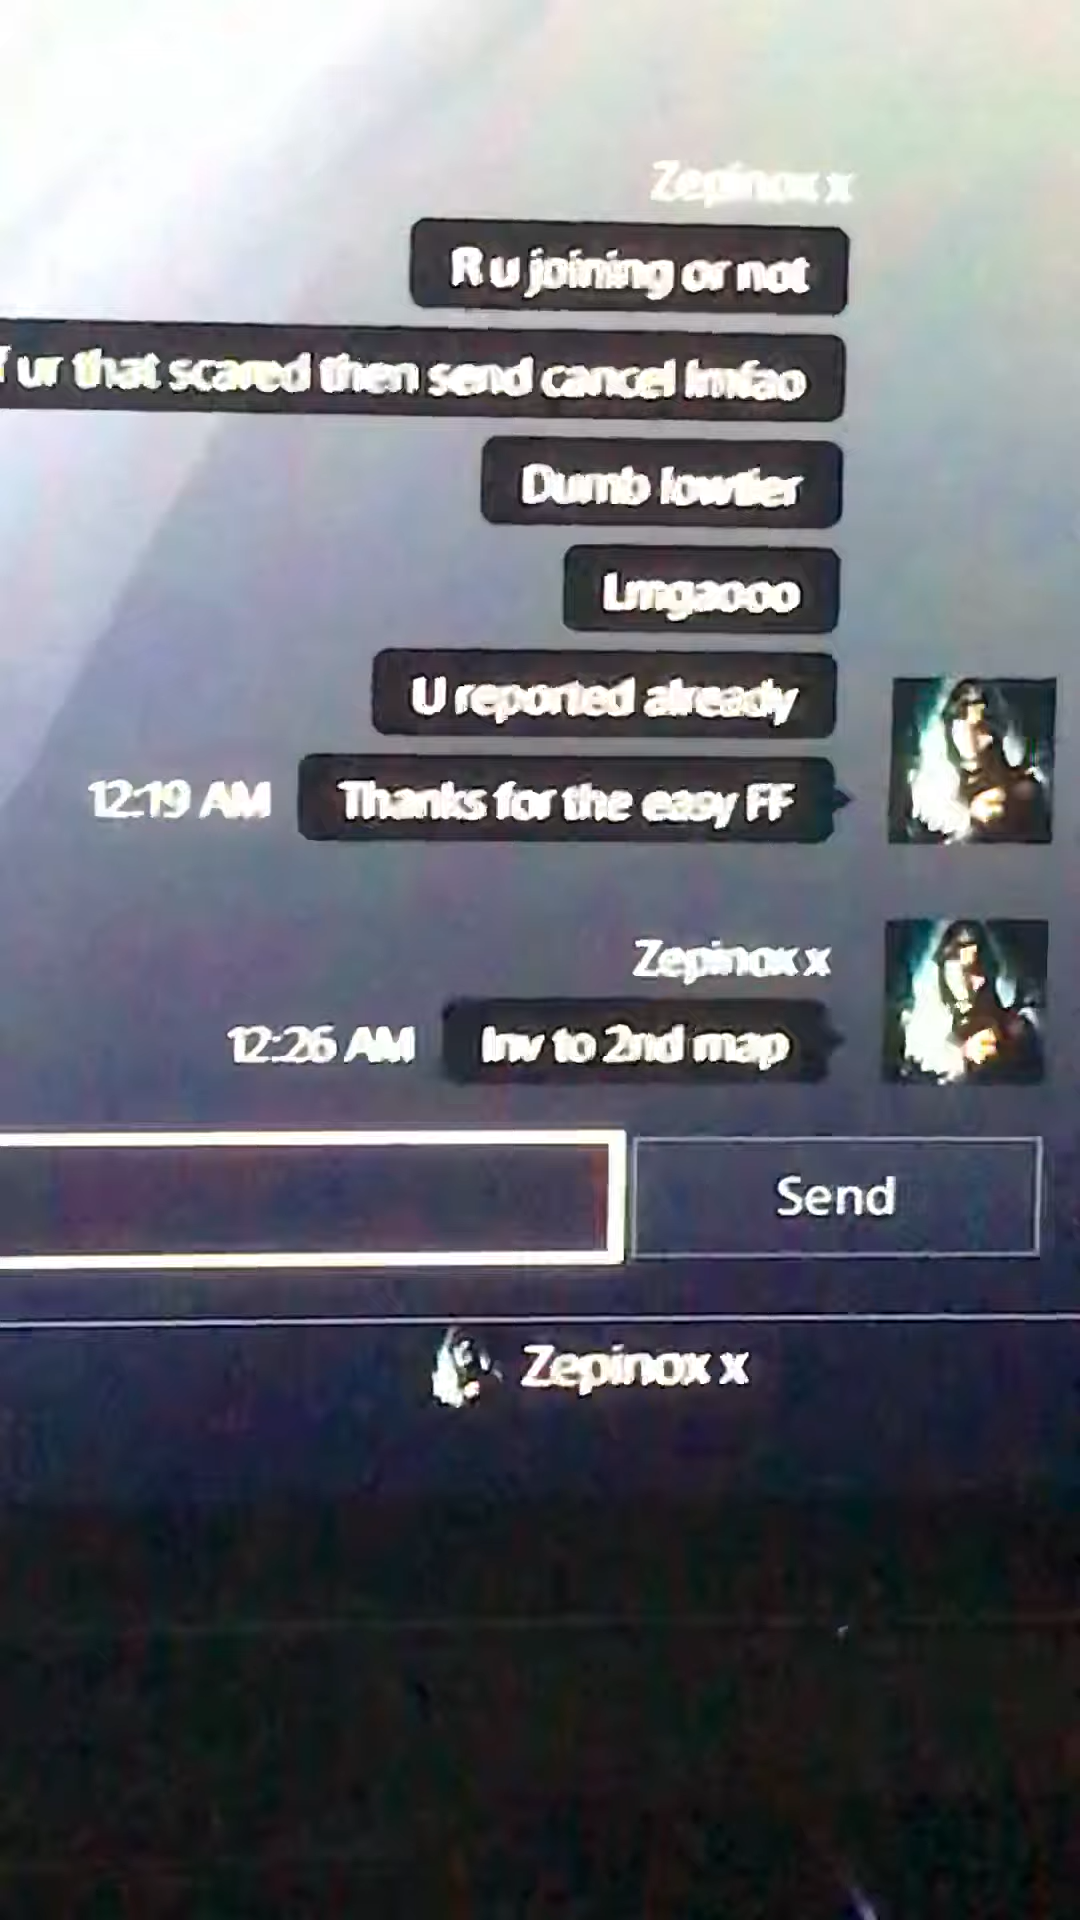 Zepinox x
R u joining or not
f ur that scared then send cancel lmfao
Dumb lowtier
Lmgaooo
U reported already
12:19 AM Thanks for the easy FF
Zepinox x
12:26 AM Inv to 2nd map
Send
Zepinox x